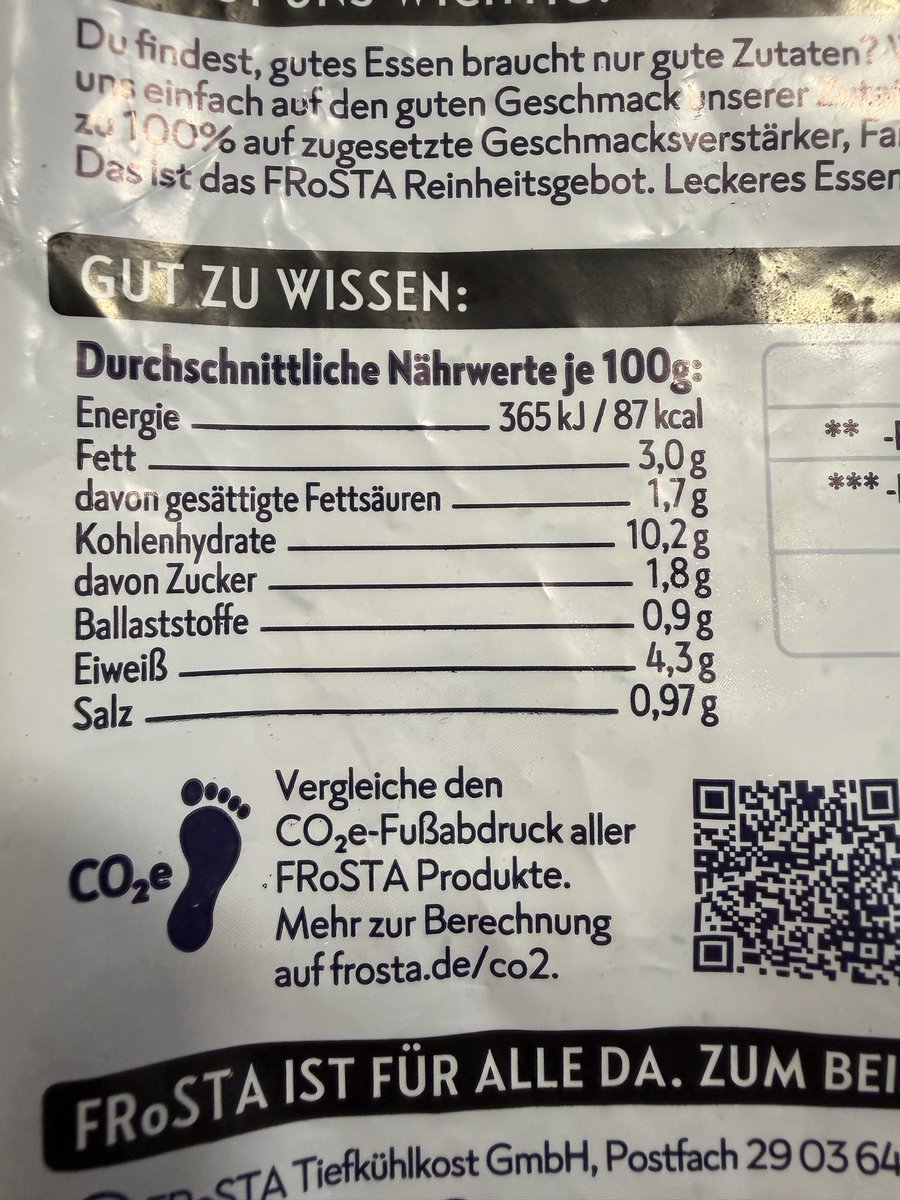 Du findest, gutes Essen braucht nur gute Zutaten?
uns einfach auf den guten Geschmack unserer
zu 100% auf zugesetzte Geschmacksverstärker,
Das ist das FRoSTA Reinheitsgebot. Leckeres Essen
GUT ZU WISSEN:
Durchschnittliche Nährwerte je 100g:
Energie 365 kJ / 87 kcal
Fett 3,0 g
davon gesättigte Fettsäuren 1,7 g
Kohlenhydrate 10,2 g
davon Zucker 1,8 g
Ballaststoffe 0,9 g
Eiweiß 4,3 g
Salz 0,97 g
**
***
CO₂e
Vergleiche den
CO₂e-Fußabdruck aller
FRoSTA Produkte.
Mehr zur Berechnung
auf frosta.de/co2.
FRoSTA IST FÜR ALLE DA. ZUM BEI
FRoSTA Tiefkühlkost GmbH, Postfach 29 03 64